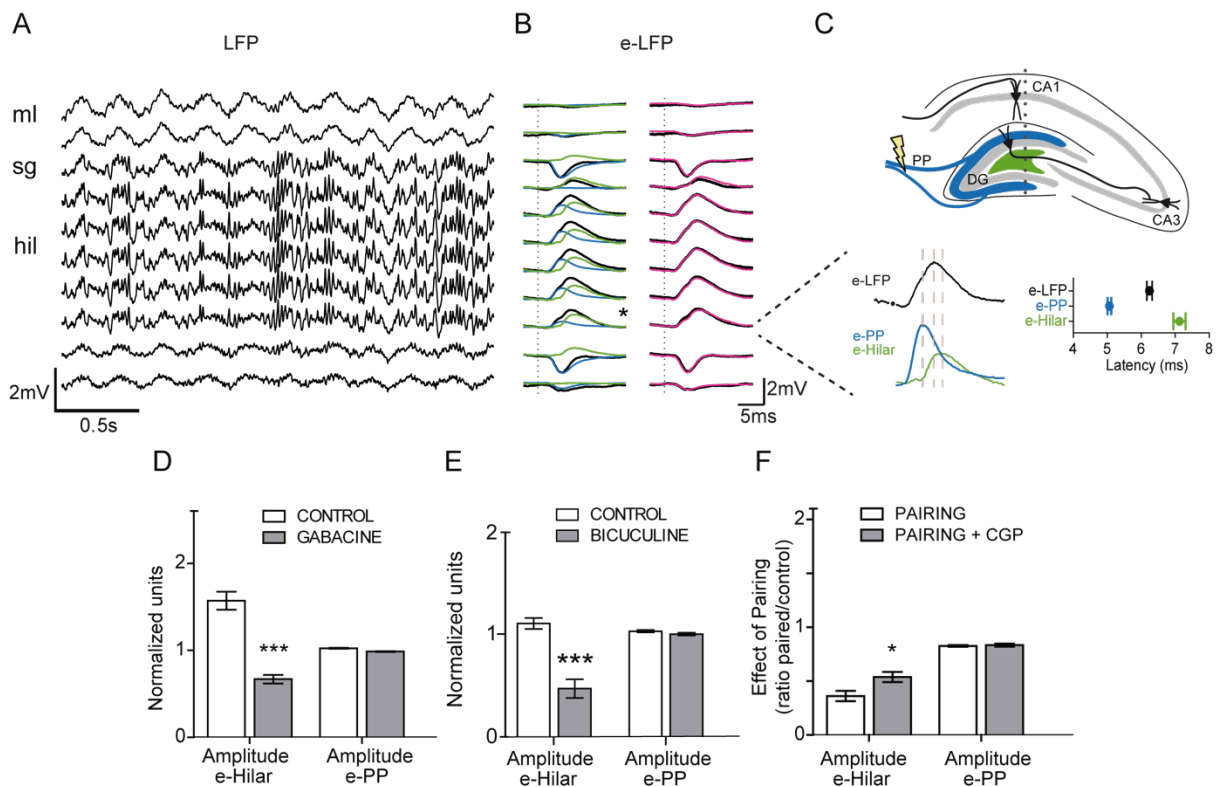 A
LFP
ml
sg
hil
2mV
0.5s
B
e-LFP
*
2mV
5ms
C
CA1
PP
DG
CA3
e-LFP
e-PP
e-Hilar
e-LFP
e-PP
e-Hilar
4 5 6 7 8
Latency (ms)
D
CONTROL
GABACINE
Normalized units
2
1
0
***
Amplitude
e-Hilar
Amplitude
e-PP
E
CONTROL
BICUCULINE
Normalized units
2
1
0
***
Amplitude
e-Hilar
Amplitude
e-PP
F
PAIRING
PAIRING + CGP
Effect of Pairing
(ratio paired/control)
2
1
0
*
Amplitude
e-Hilar
Amplitude
e-PP